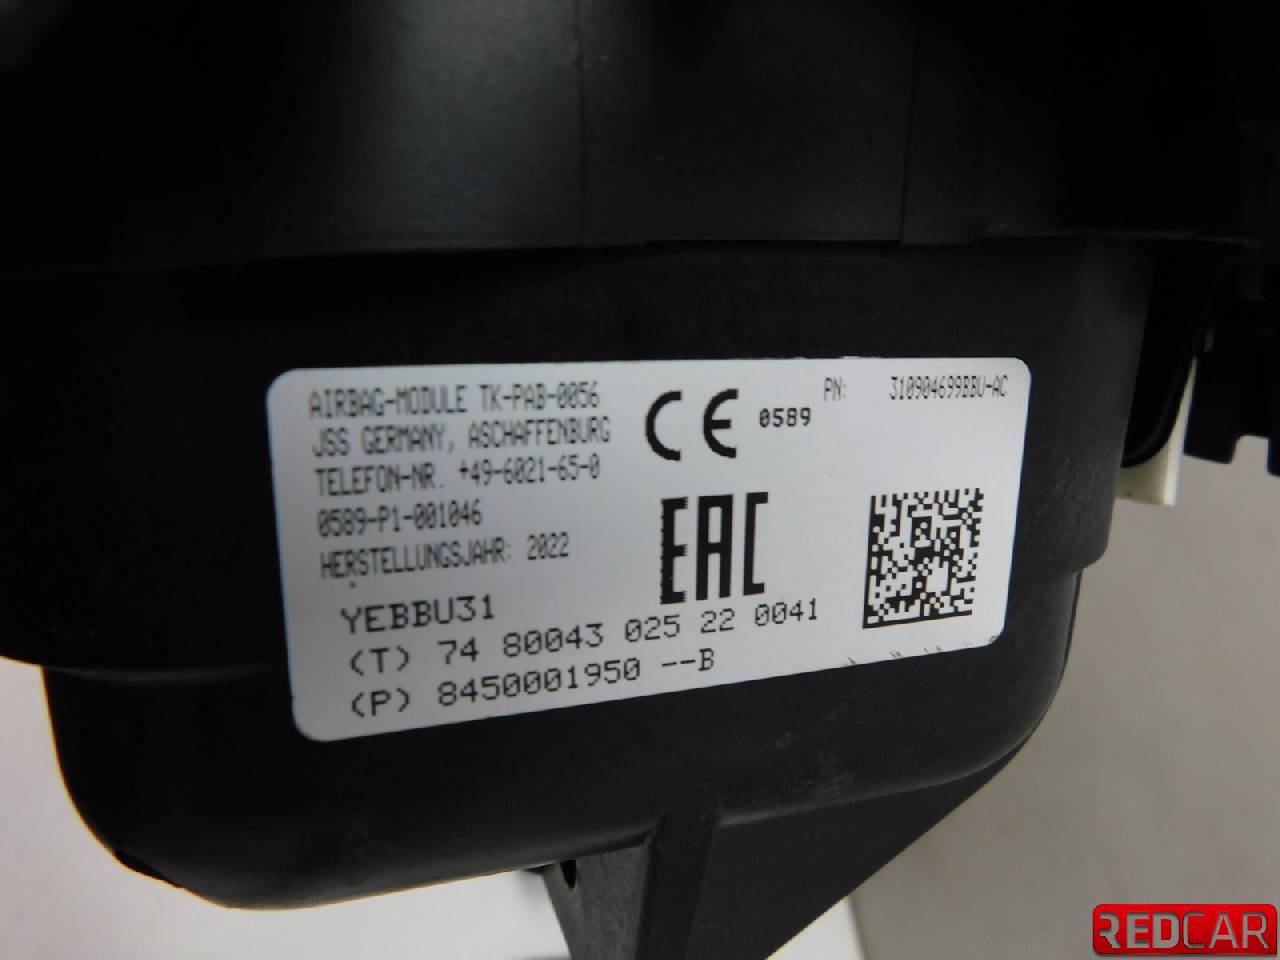 AIRBAG-MODULE TK-PAB-0056
JSS GERMANY, ASCHAFFENBURG
TELEFON-NR. +49-6021-65-0
0589-P1-001046
HERSTELLUNGSJAHR: 2022
CE 0589
EAC
PN: 310904699BBU-AC
YEBBU31
(T) 74 80043 025 22 0041
(P) 8450001950 --B
REDCAR